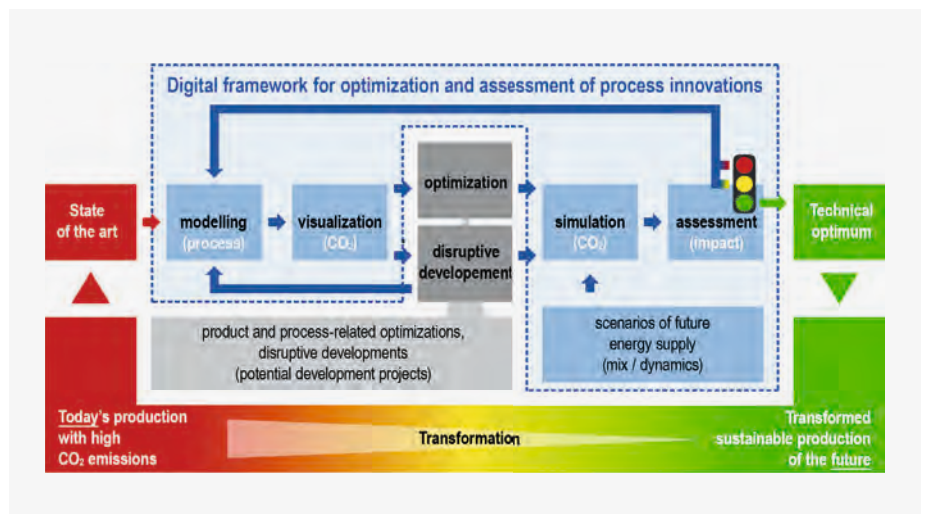 Digital framework for optimization and assessment of process innovations
State
of the art
modelling
(process)
visualization
(CO₂)
optimization
disruptive
developement
simulation
(CO₂)
assessment
(impact)
Technical
optimum
product and process-related optimizations,
disruptive developments
(potential development projects)
scenarios of future
energy supply
(mix / dynamics)
Today's production
with high
CO₂ emissions
Transformation
Transformed
sustainable production
of the future